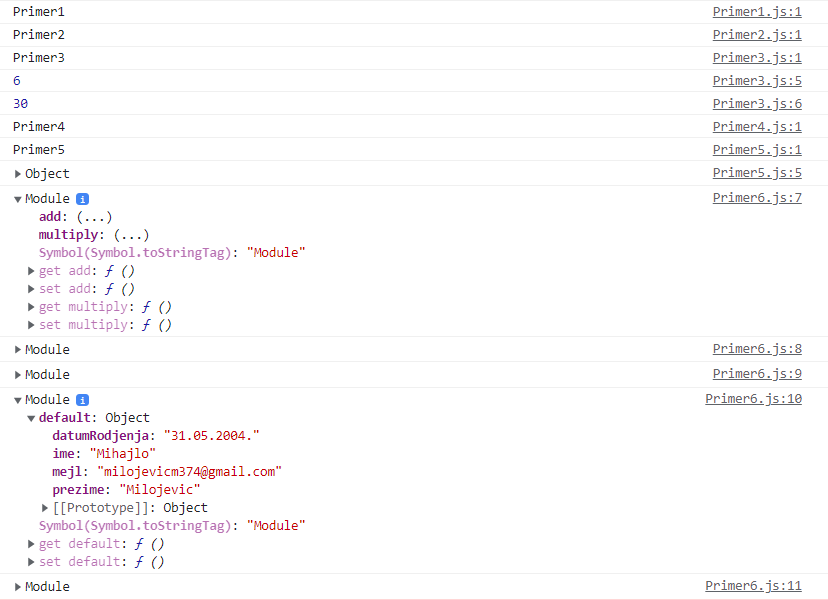 Primer1 Primer1.js:1
Primer2 Primer2.js:1
Primer3 Primer3.js:1
6 Primer3.js:5
30 Primer3.js:6
Primer4 Primer4.js:1
Primer5 Primer5.js:1
Object Primer5.js:5
Module i Primer6.js:7
add: (...)
multiply: (...)
Symbol(Symbol.toStringTag): "Module"
get add: ƒ ()
set add: ƒ ()
get multiply: ƒ ()
set multiply: ƒ ()
Module Primer6.js:8
Module Primer6.js:9
Module i Primer6.js:10
default: Object
datumRodjenja: "31.05.2004."
ime: "Mihajlo"
mejl: "milojevicm374@gmail.com"
prezime: "Milojevic"
[[Prototype]]: Object
Symbol(Symbol.toStringTag): "Module"
get default: ƒ ()
set default: ƒ ()
Module Primer6.js:11